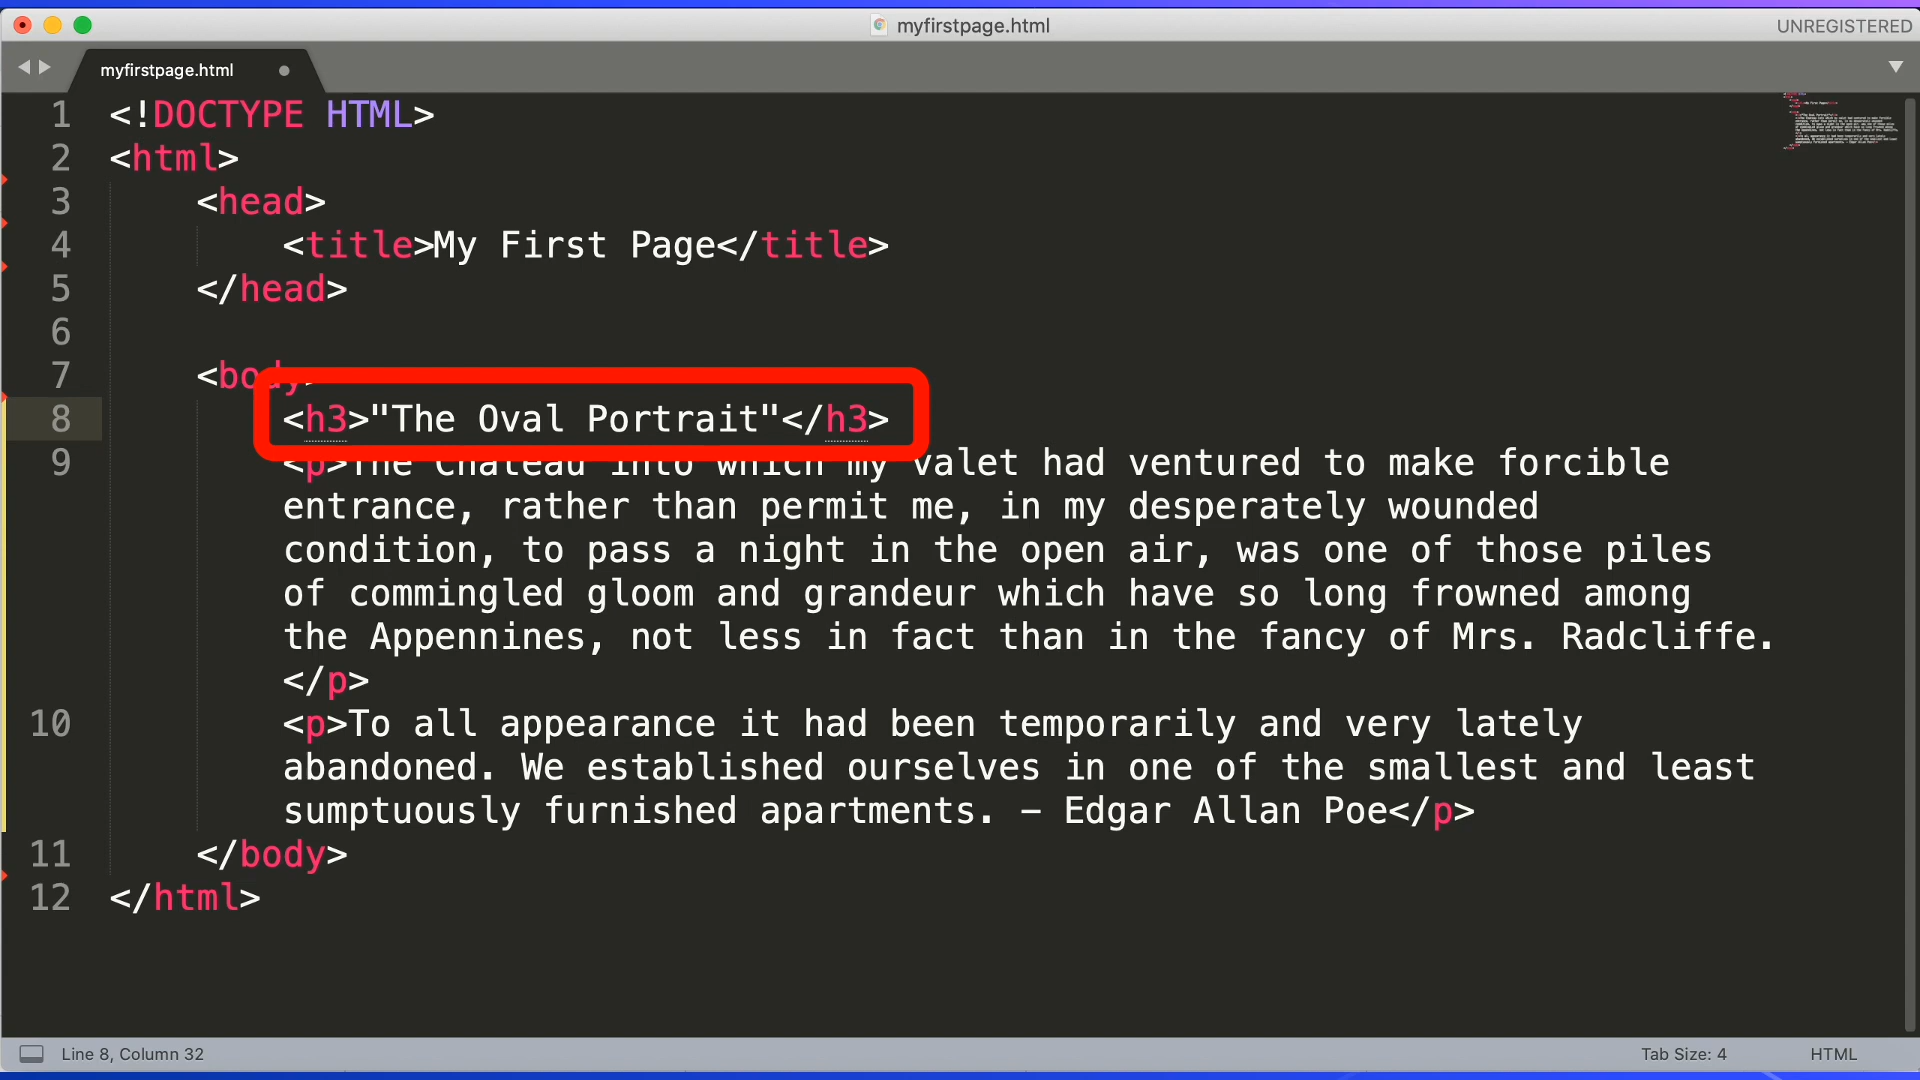 myfirstpage.html
UNREGISTERED
myfirstpage.html
1 <!DOCTYPE HTML>
2 <html>
3 <head>
4 <title>My First Page</title>
5 </head>
6
7 <body>
8 <h3>"The Oval Portrait"</h3>
9 <p>The chateau into which my valet had ventured to make forcible
entrance, rather than permit me, in my desperately wounded
condition, to pass a night in the open air, was one of those piles
of commingled gloom and grandeur which have so long frowned among
the Appennines, not less in fact than in the fancy of Mrs. Radcliffe.
</p>
10 <p>To all appearance it had been temporarily and very lately
abandoned. We established ourselves in one of the smallest and least
sumptuously furnished apartments. – Edgar Allan Poe</p>
11 </body>
12 </html>
Line 8, Column 32
Tab Size: 4
HTML